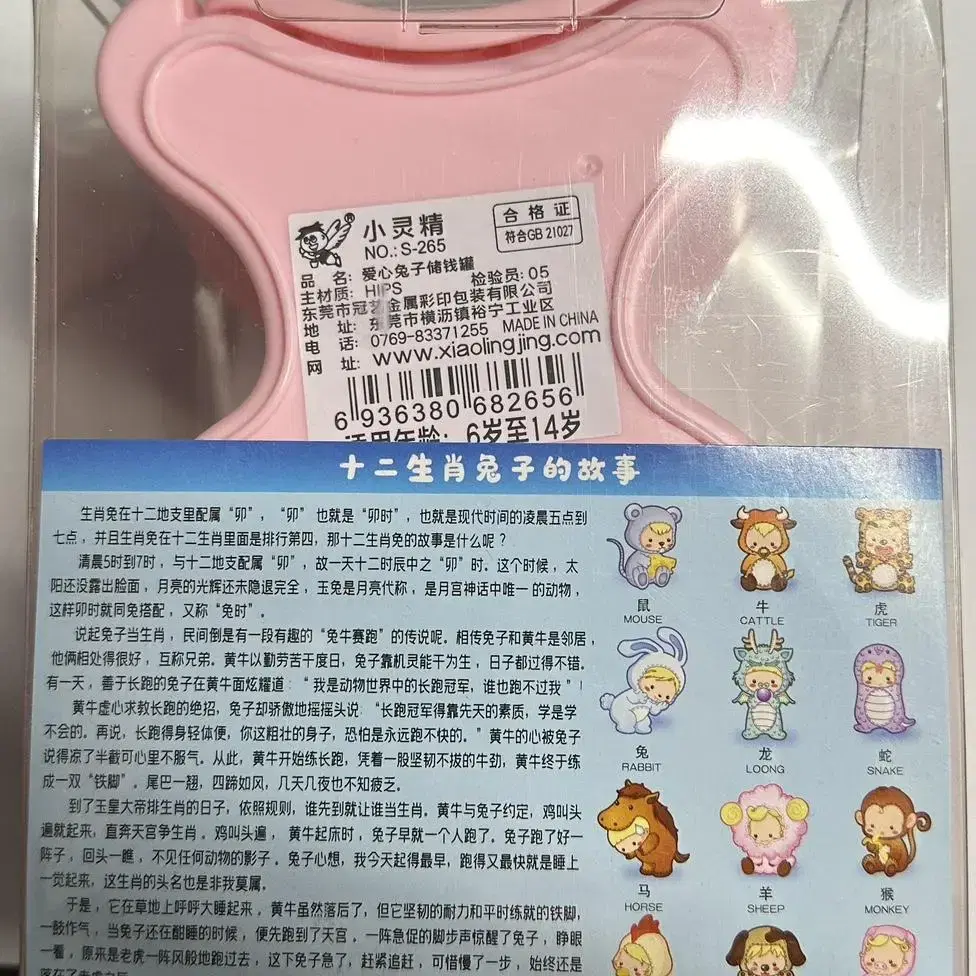 小灵精
NO.: S-265
合格证
符合GB 21027
品 名: 爱心兔子储钱罐
主材质: HIPS 检验员: 05
东莞市冠艺金属彩印包装有限公司
地 址: 东莞市横沥镇裕宁工业区
电 话: 0769-83371255 MADE IN CHINA
网 址: www.xiaolingjing.com
6 936380 682656
适用年龄: 6岁至14岁
十二生肖兔子的故事
生肖兔在十二地支里配属“卯”，“卯”也就是“卯时”，也就是现代时间的凌晨五点到
七点，并且生肖兔在十二生肖里面是排行第四，那十二生肖兔的故事是什么呢？
清晨5时到7时，与十二地支配属“卯”，故一天十二时辰中之“卯”时。这个时候，太
阳还没露出脸面，月亮的光辉还未隐退完全，玉兔是月亮代称，是月宫神话中唯一的动物，
这样卯时就同兔搭配，又称“兔时”。
说起兔子当生肖，民间倒是有一段有趣的“兔牛赛跑”的传说呢。相传兔子和黄牛是邻居，
他俩相处得很好，互称兄弟。黄牛以勤劳苦干度日，兔子靠机灵能干为生，日子都过得不错。
有一天，善于长跑的兔子在黄牛面炫耀道：“我是动物世界中的长跑冠军，谁也跑不过我”！
黄牛虚心求教长跑的绝招，兔子却骄傲地摇摇头说：“长跑冠军得靠先天的素质，学是学
不会的。再说，长跑得身轻体便，你这粗壮的身子，恐怕是永远跑不快的。”黄牛的心被兔子
说得凉了半截可心里不服气。从此，黄牛开始练长跑，凭着一股坚韧不拔的牛劲，黄牛终于练
成一双“铁脚”。尾巴一翘，四蹄如风，几天几夜也不知疲乏。
到了玉皇大帝排生肖的日子，依照规则，谁先到就让谁当生肖。黄牛与兔子约定，鸡叫头
遍就起来，直奔天宫争生肖。鸡叫头遍，黄牛起床时，兔子早就一个人跑了。兔子跑了好一
阵子，回头一瞧，不见任何动物的影子。兔子心想，我今天起得最早，跑得又最快就是睡上
一觉起来，这生肖的头名也是非我莫属。
于是，它在草地上呼呼大睡起来，黄牛虽然落后了，但它坚韧的耐力和平时练就的铁脚，
一鼓作气，当兔子还在酣睡的时候，便先跑到了天宫。一阵急促的脚步声惊醒了兔子，睁眼
一看，原来是老虎一阵风般地跑过去，这下兔子急了，赶紧追赶，可惜慢了一步，始终还是
落在了老虎之后
鼠
MOUSE
牛
CATTLE
虎
TIGER
兔
RABBIT
龙
LOONG
蛇
SNAKE
马
HORSE
羊
SHEEP
猴
MONKEY